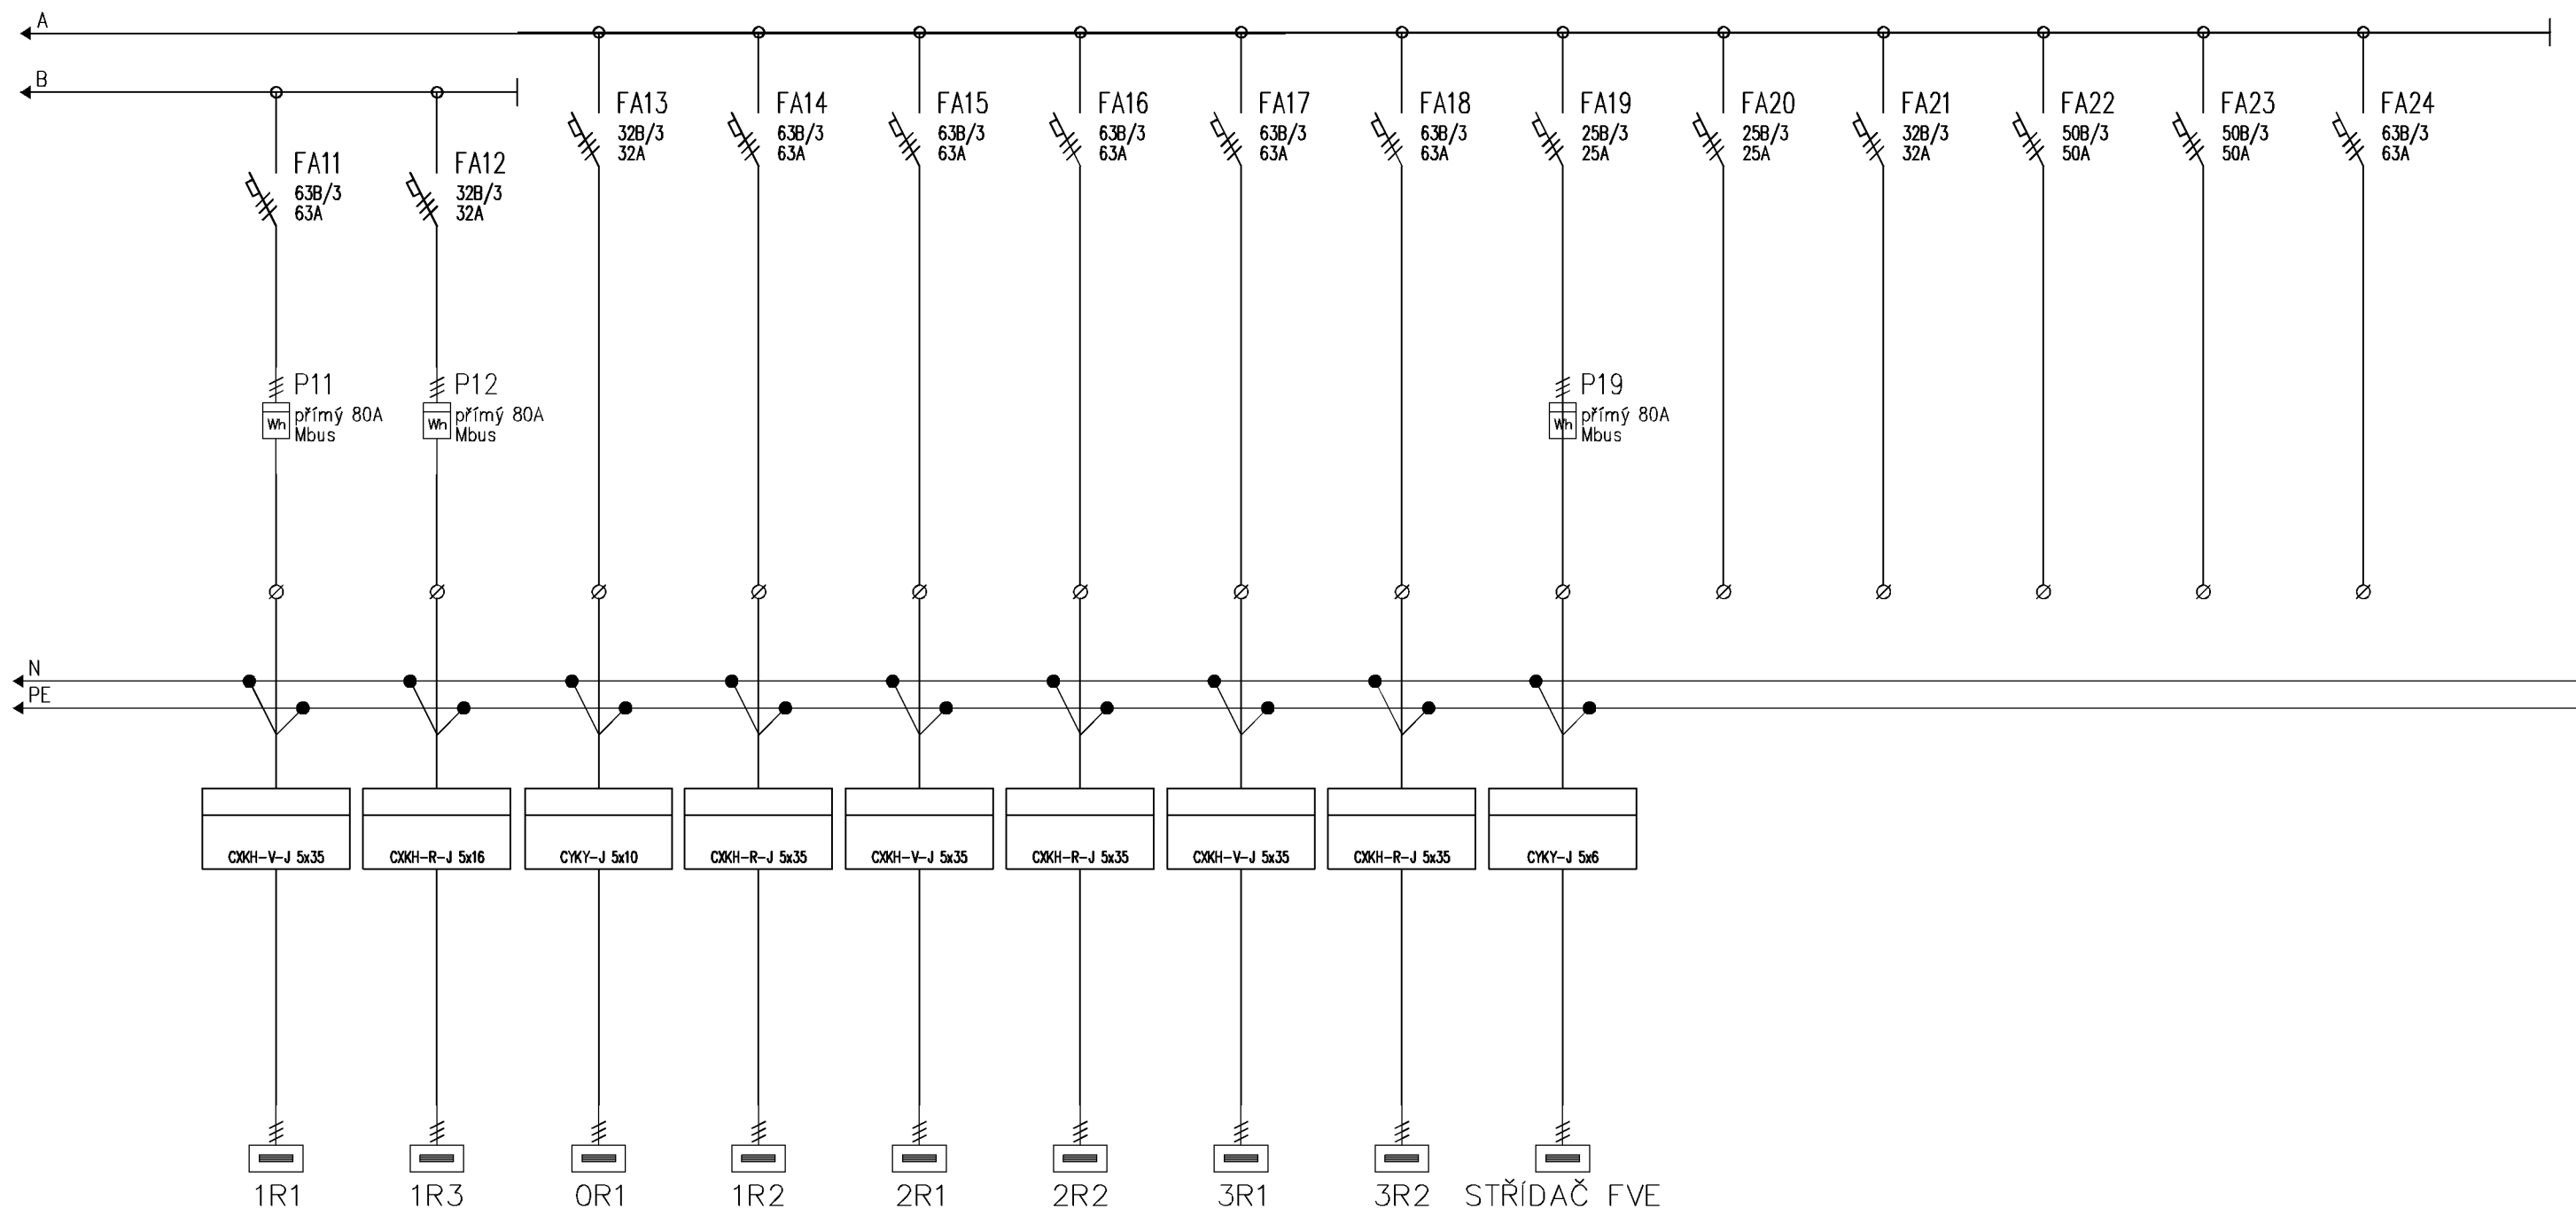 A
B
FA11
63B/3
63A
FA12
32B/3
32A
FA13
32B/3
32A
FA14
63B/3
63A
FA15
63B/3
63A
FA16
63B/3
63A
FA17
63B/3
63A
FA18
63B/3
63A
FA19
25B/3
25A
FA20
25B/3
25A
FA21
32B/3
32A
FA22
50B/3
50A
FA23
50B/3
50A
FA24
63B/3
63A
P11
přímý 80A
Wh
Mbus
P12
přímý 80A
Wh
Mbus
P19
přímý 80A
Wh
Mbus
N
PE
CXKH-V-J 5x35
CXKH-R-J 5x16
CYKY-J 5x10
CXKH-R-J 5x35
CXKH-V-J 5x35
CXKH-R-J 5x35
CXKH-V-J 5x35
CXKH-R-J 5x35
CYKY-J 5x6
1R1
1R3
0R1
1R2
2R1
2R2
3R1
3R2
STŘÍDAČ FVE